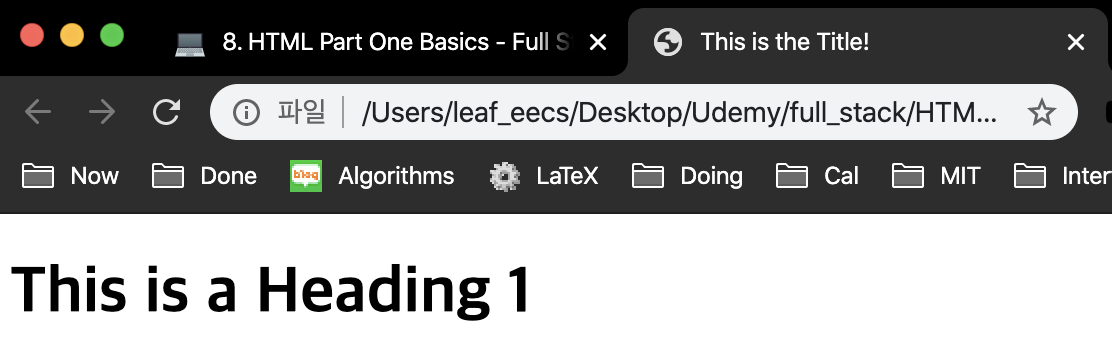 8. HTML Part One Basics - Full S
This is the Title!
파일 /Users/leaf_eecs/Desktop/Udemy/full_stack/HTM...
Now Done blog Algorithms LaTeX Doing Cal MIT Inter
This is a Heading 1